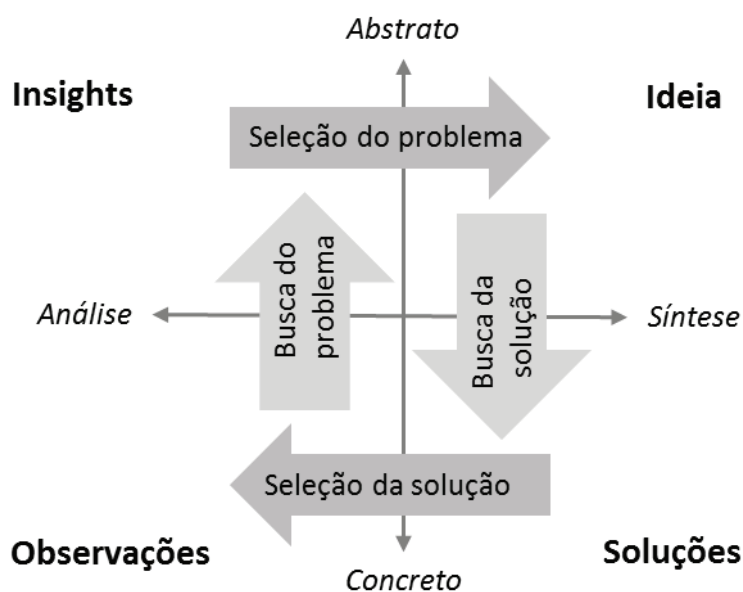 Abstrato
Insights
Ideia
Seleção do problema
Busca do
problema
Busca da
solução
Análise
Síntese
Seleção da solução
Observações
Soluções
Concreto